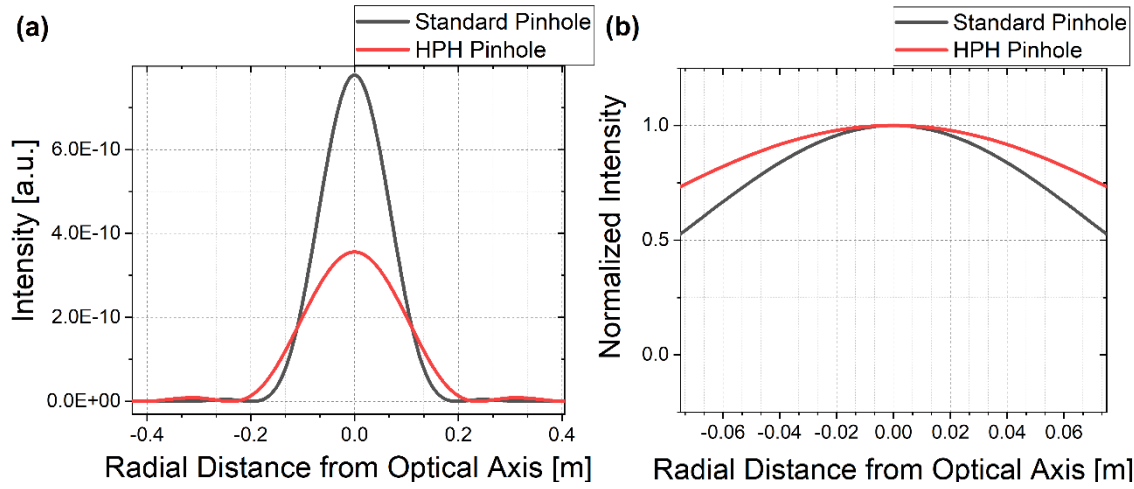 (a)
Standard Pinhole
HPH Pinhole
Intensity [a.u.]
6.0E-10
4.0E-10
2.0E-10
0.0E+00
-0.4 -0.2 0.0 0.2 0.4
Radial Distance from Optical Axis [m]
(b)
Standard Pinhole
HPH Pinhole
Normalized Intensity
1.0
0.5
0.0
-0.06 -0.04 -0.02 0.00 0.02 0.04 0.06
Radial Distance from Optical Axis [m]